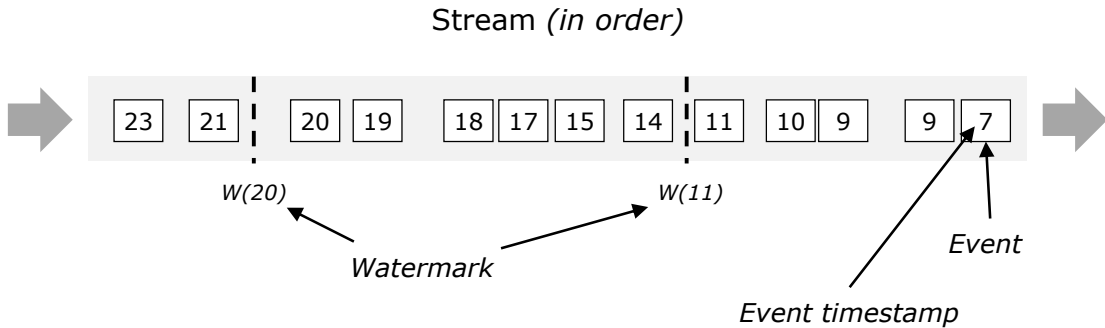 Stream (in order)
23 21 20 19 18 17 15 14 11 10 9 9 7
W(20) W(11)
Watermark
Event
Event timestamp